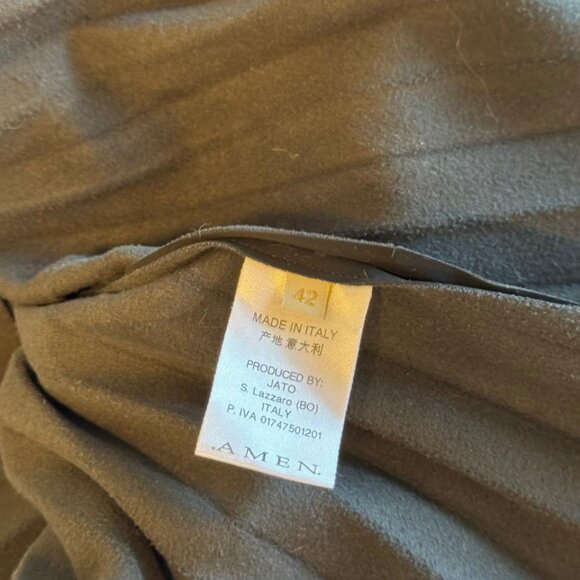 42
MADE IN ITALY
产地意大利
PRODUCED BY:
JATO
S. Lazzaro (BO)
ITALY
P. IVA 01747501201
.AMEN.